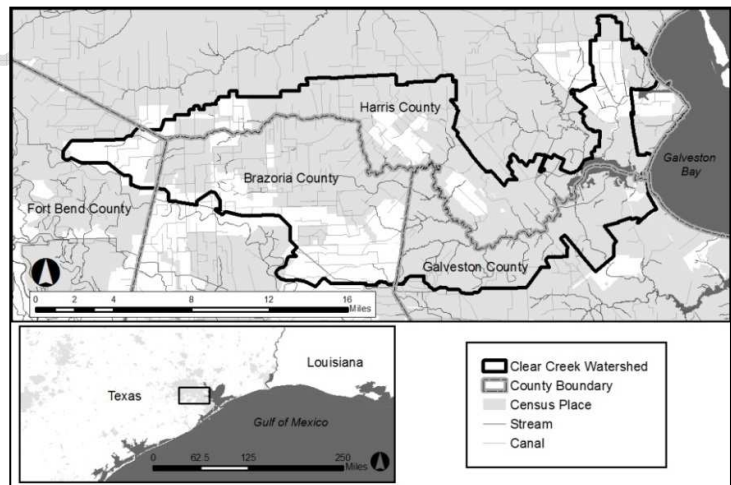 Harris County
Galveston
Bay
Brazoria County
Fort Bend County
Galveston County
0 2 4 8 12 16
Miles
Louisiana
Texas
Gulf of Mexico
0 62.5 125 250
Miles
Clear Creek Watershed
County Boundary
Census Place
Stream
Canal